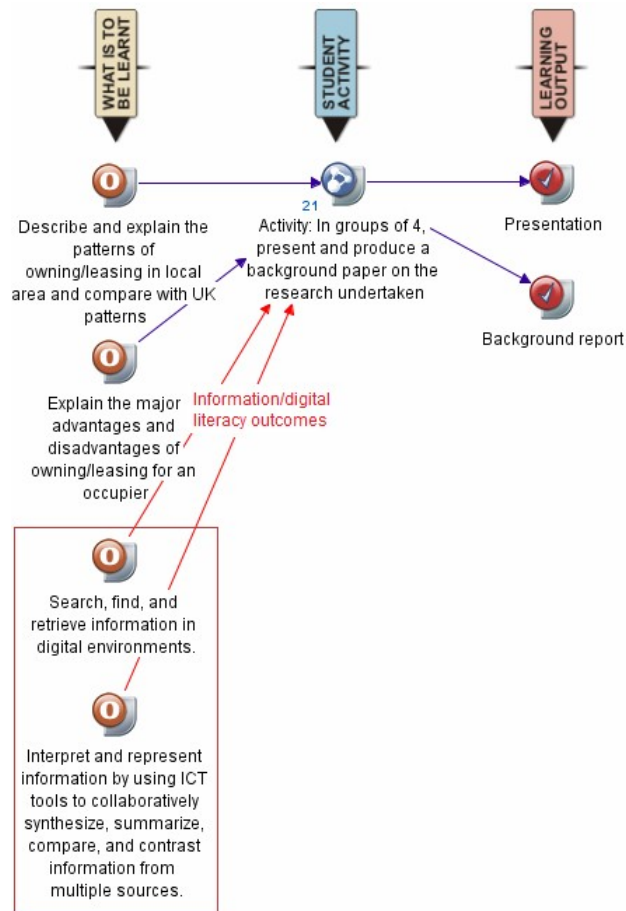 WHAT IS TO
BE LEARNT
STUDENT
ACTIVITY
LEARNING
OUTPUT
O
21
Describe and explain the
patterns of
owning/leasing in local
area and compare with UK
patterns
Activity: In groups of 4,
present and produce a
background paper on the
research undertaken
Presentation
Background report
O
Explain the major
advantages and
disadvantages of
owning/leasing for an
occupier
Information/digital
literacy outcomes
O
Search, find, and
retrieve information in
digital environments.
O
Interpret and represent
information by using ICT
tools to collaboratively
synthesize, summarize,
compare, and contrast
information from
multiple sources.